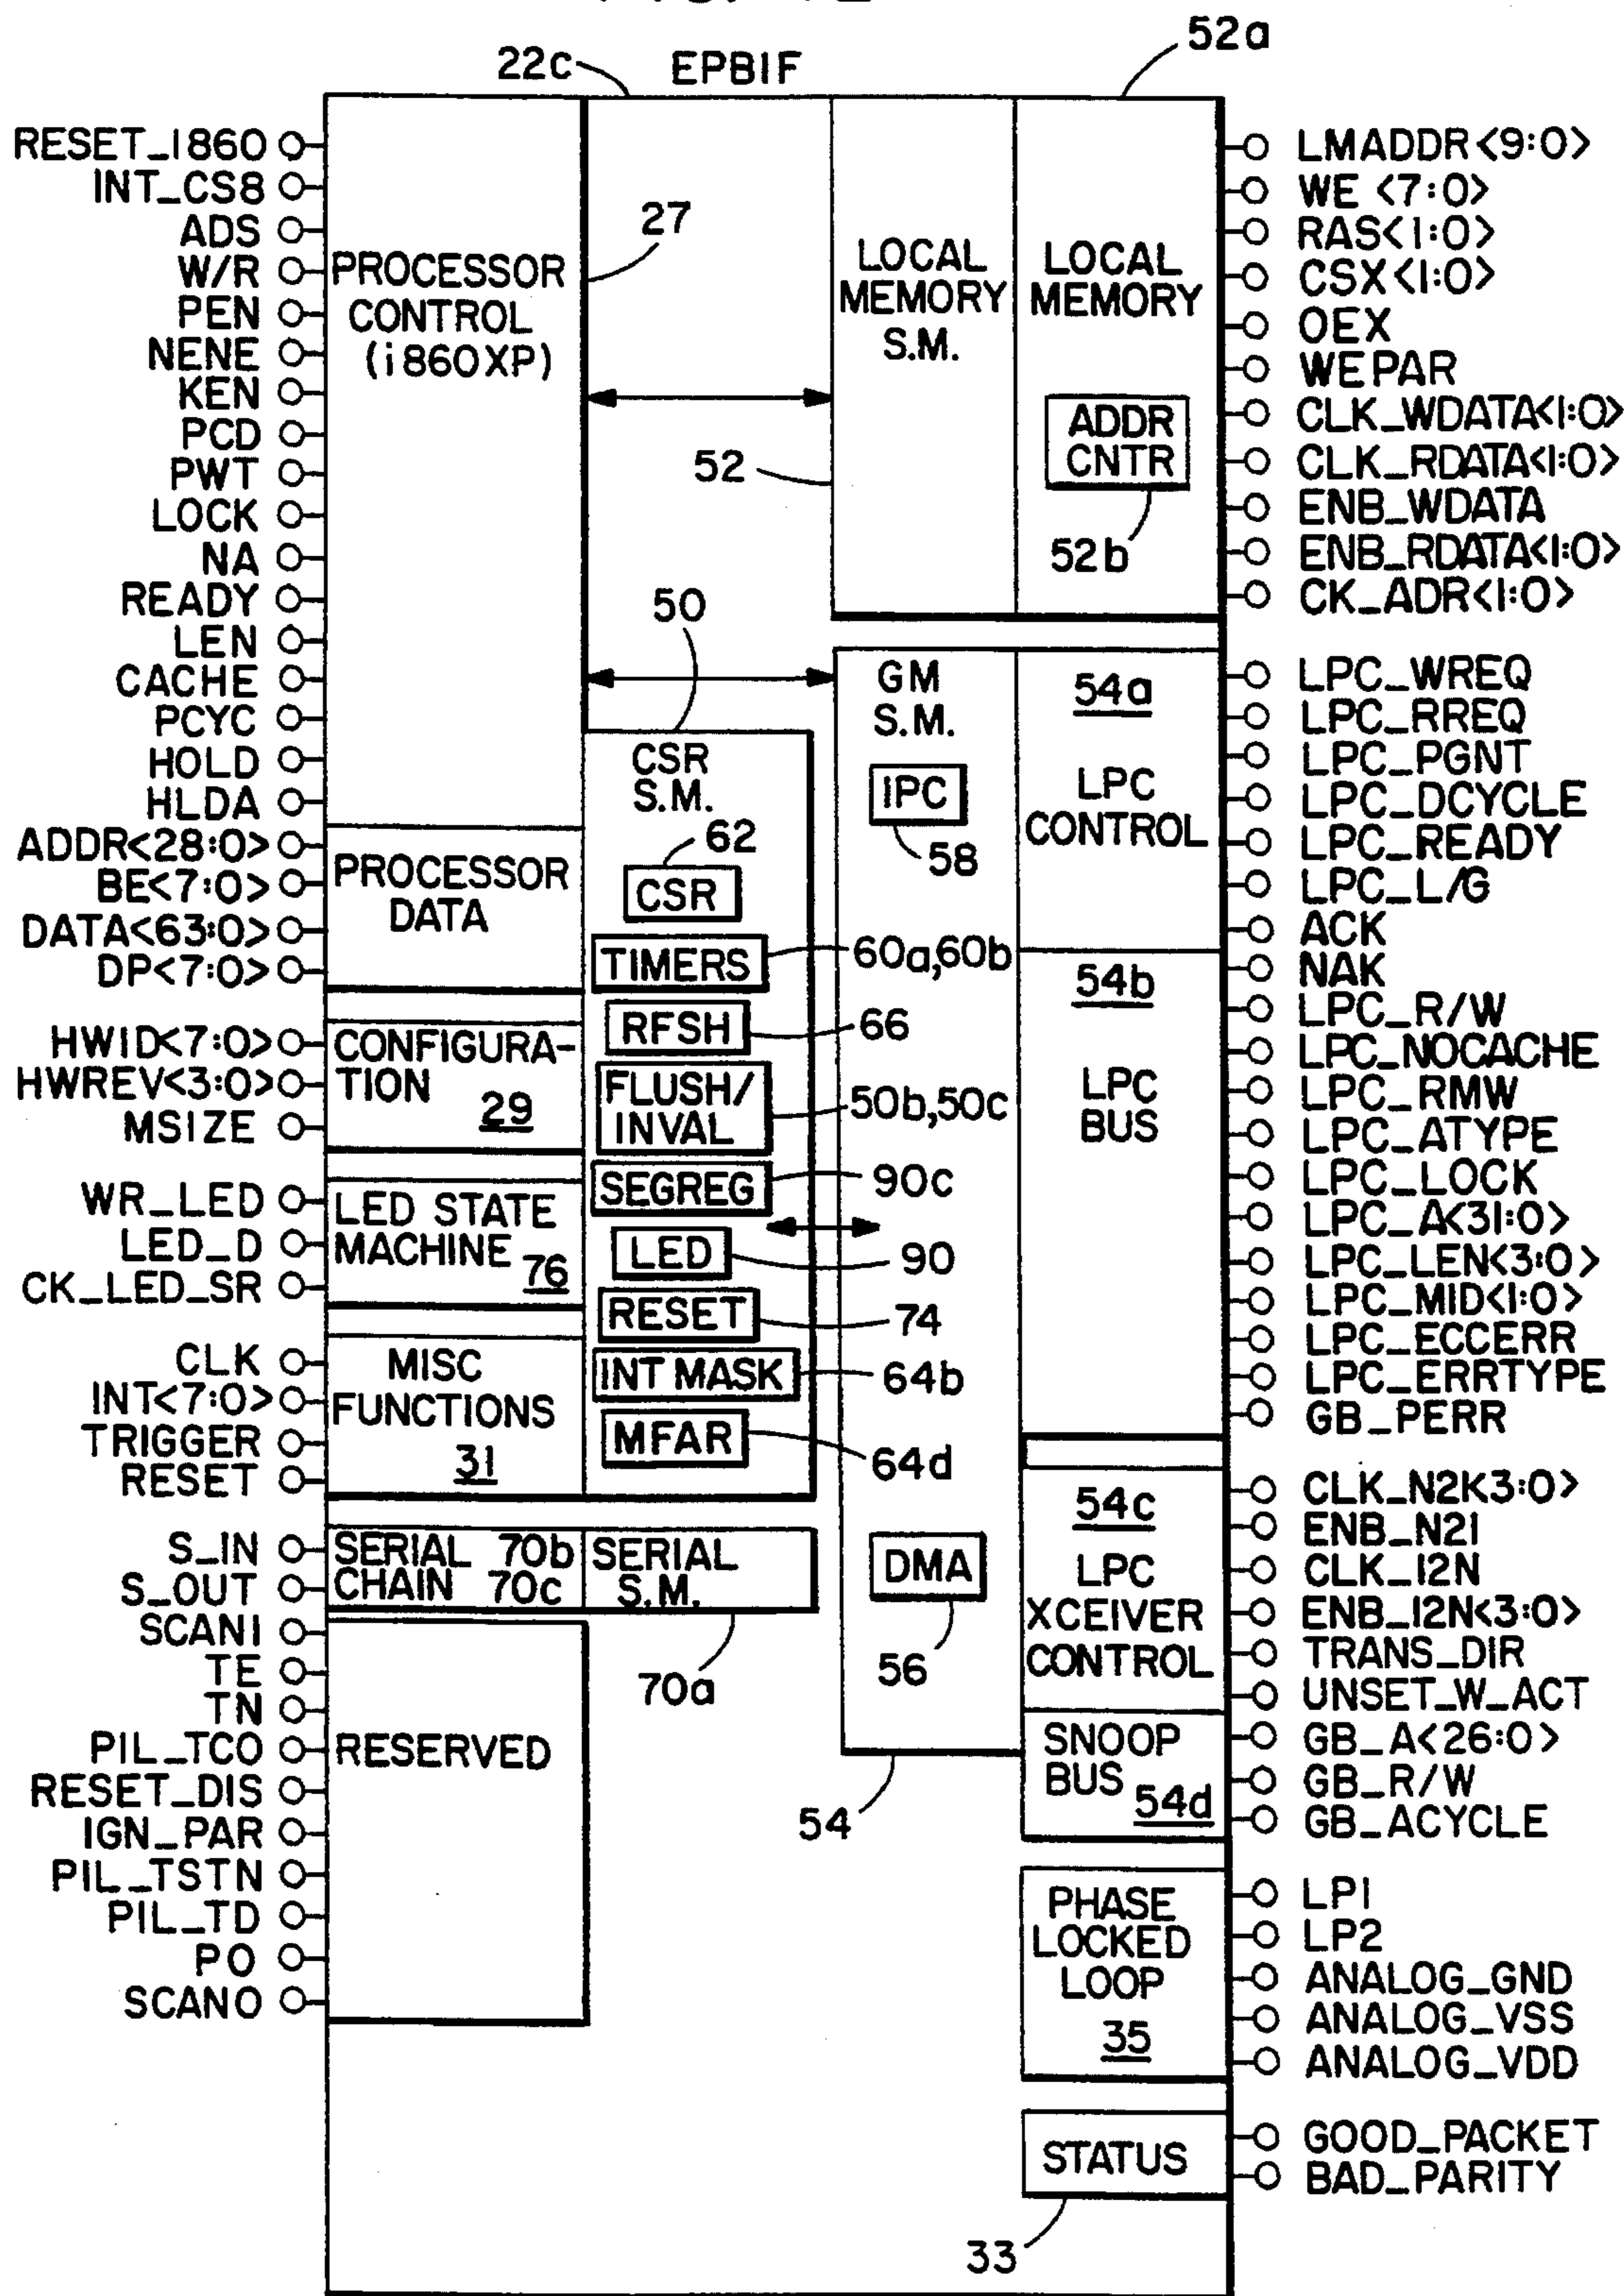 52a
22c
EPBIF
RESET_I860
INT_CS8
ADS
W/R
PEN
NENE
KEN
PCD
PWT
LOCK
NA
READY
LEN
CACHE
PCYC
HOLD
HLDA
ADDR<28:0>
BE<7:0>
DATA<63:0>
DP<7:0>
HWID<7:0>
HWREV<3:0>
MSIZE
WR_LED
LED_D
CK_LED_SR
CLK
INT<7:0>
TRIGGER
RESET
S_IN
S_OUT
SCANI
TE
TN
PIL_TCO
RESET_DIS
IGN_PAR
PIL_TSTN
PIL_TD
PO
SCANO
PROCESSOR
CONTROL
(i860XP)
PROCESSOR
DATA
CONFIGURA-
TION
29
LED STATE
MACHINE 76
MISC
FUNCTIONS
31
SERIAL 70b
CHAIN 70c
RESERVED
27
52
50
CSR
S.M.
62
CSR
TIMERS
60a,60b
RFSH
66
FLUSH/
INVAL
50b,50c
SEGREG
90c
LED
90
RESET
74
INT MASK
64b
MFAR
64d
SERIAL
S.M.
70a
LOCAL
MEMORY
S.M.
LOCAL
MEMORY
ADDR
CNTR
52b
GM
S.M.
IPC
58
DMA
56
54
54a
LPC
CONTROL
54b
LPC
BUS
54c
LPC
XCEIVER
CONTROL
SNOOP
BUS 54d
PHASE
LOCKED
LOOP
35
STATUS
33
LMADDR<9:0>
WE <7:0>
RAS<1:0>
CSX<1:0>
OEX
WEPAR
CLK_WDATA<1:0>
CLK_RDATA<1:0>
ENB_WDATA
ENB_RDATA<1:0>
CK_ADR<1:0>
LPC_WREQ
LPC_RREQ
LPC_PGNT
LPC_DCYCLE
LPC_READY
LPC_L/G
ACK
NAK
LPC_R/W
LPC_NOCACHE
LPC_RMW
LPC_ATYPE
LPC_LOCK
LPC_A<31:0>
LPC_LEN<3:0>
LPC_MID<1:0>
LPC_ECCERR
LPC_ERRTYPE
GB_PERR
CLK_N2K3:0>
ENB_N2I
CLK_I2N
ENB_I2N<3:0>
TRANS_DIR
UNSET_W_ACT
GB_A<26:0>
GB_R/W
GB_ACYCLE
LP1
LP2
ANALOG_GND
ANALOG_VSS
ANALOG_VDD
GOOD_PACKET
BAD_PARITY